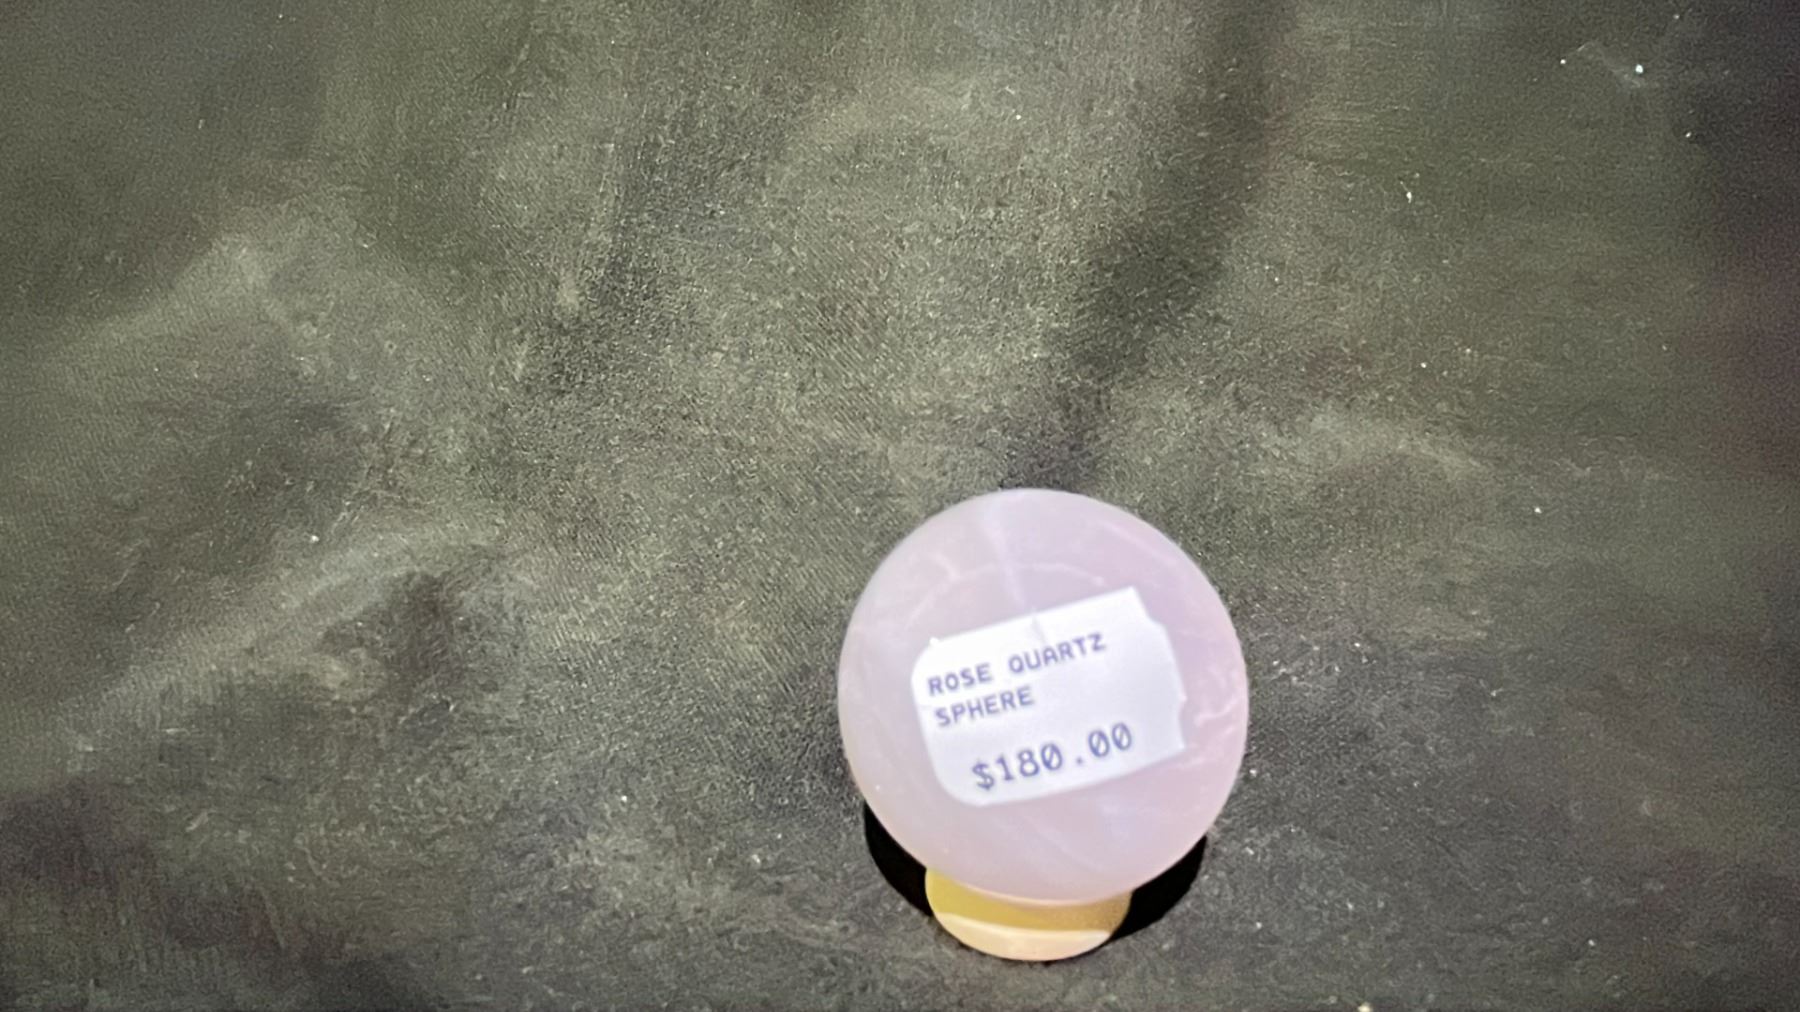 ROSE QUARTZ
SPHERE
$180.00